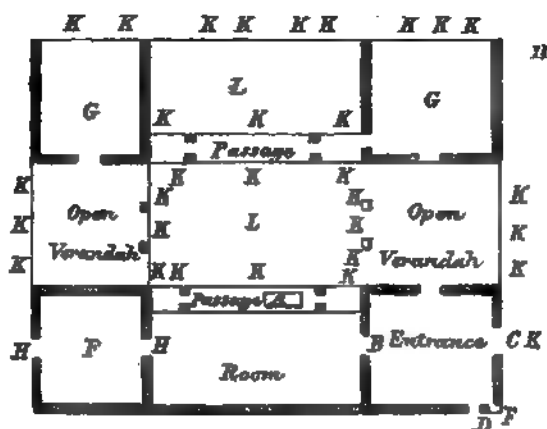 K K K K K K K K K
H
L
G G
K K K
Passage
K K K
K K K K
Open L K Open
K K K
Verandah K Verandah
K K K K K K K
Passage A
H F H B Entrance C K
Room
D F